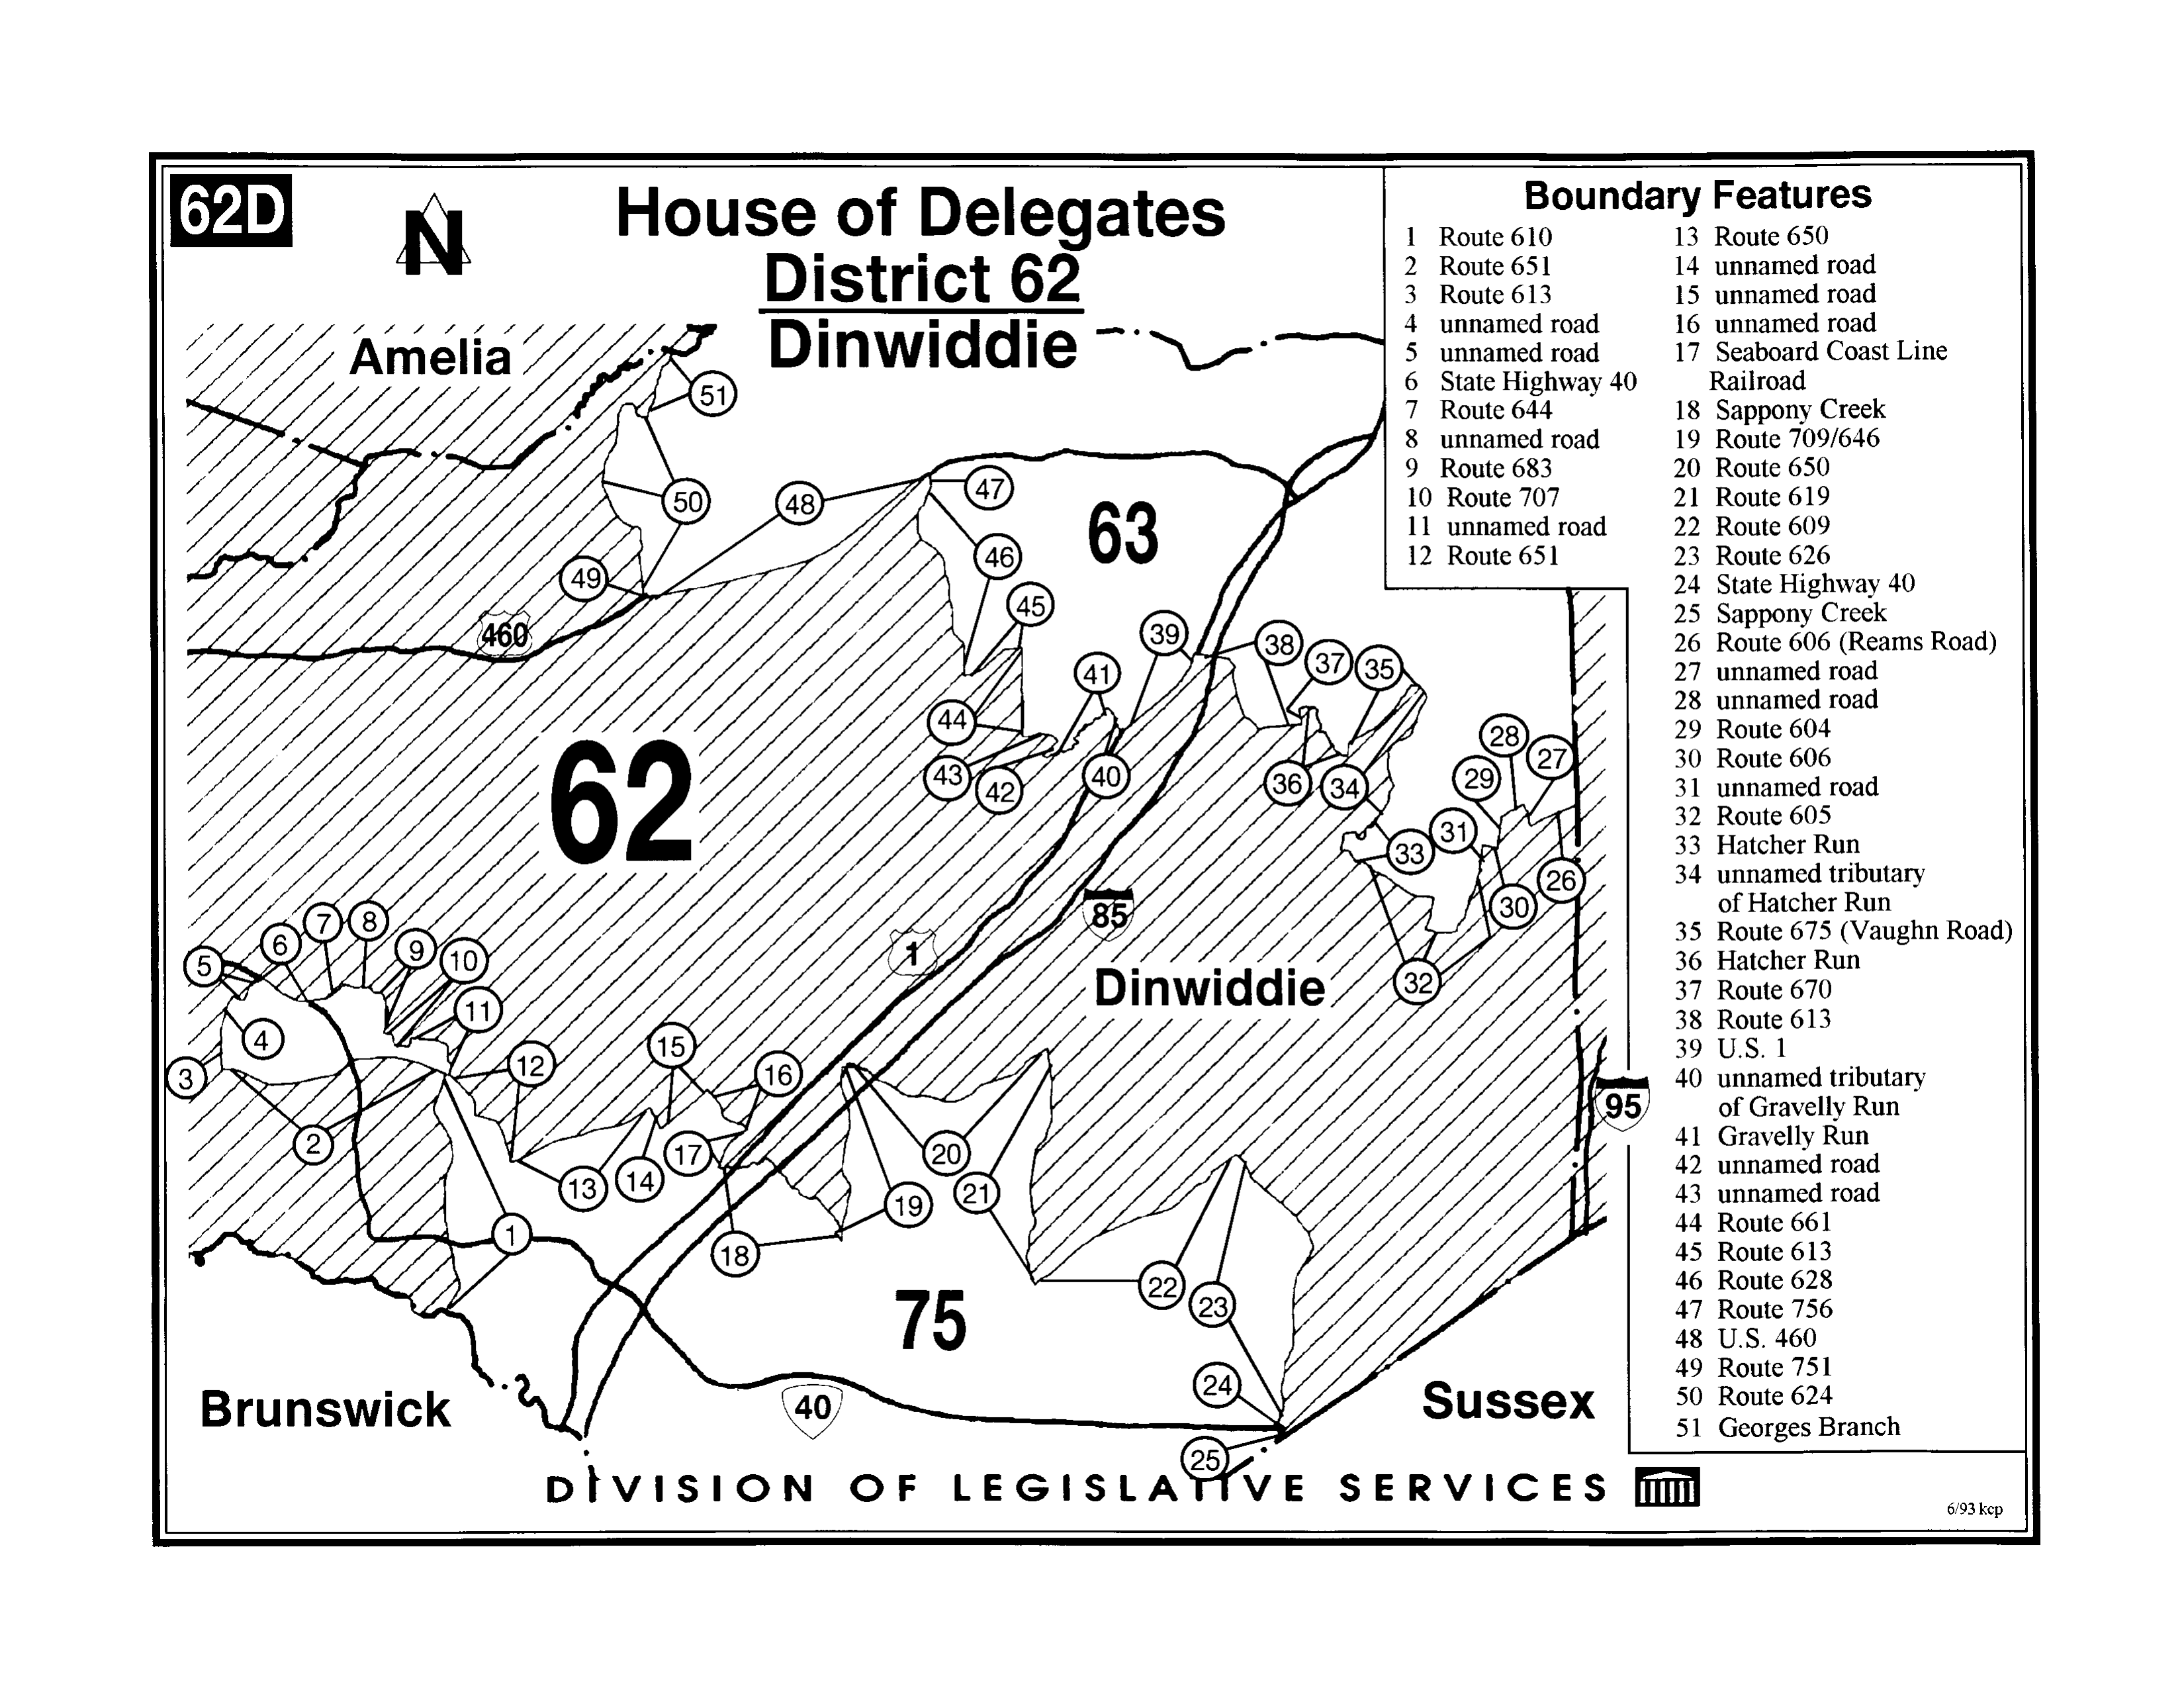 62D
N
House of Delegates
District 62
Dinwiddie
Boundary Features
1 Route 610
2 Route 651
3 Route 613
4 unnamed road
5 unnamed road
6 State Highway 40
7 Route 644
8 unnamed road
9 Route 683
10 Route 707
11 unnamed road
12 Route 651
13 Route 650
14 unnamed road
15 unnamed road
16 unnamed road
17 Seaboard Coast Line
Railroad
18 Sappony Creek
19 Route 709/646
20 Route 650
21 Route 619
22 Route 609
23 Route 626
24 State Highway 40
25 Sappony Creek
26 Route 606 (Reams Road)
27 unnamed road
28 unnamed road
29 Route 604
30 Route 606
31 unnamed road
32 Route 605
33 Hatcher Run
34 unnamed tributary
of Hatcher Run
35 Route 675 (Vaughn Road)
36 Hatcher Run
37 Route 670
38 Route 613
39 U.S. 1
40 unnamed tributary
of Gravelly Run
41 Gravelly Run
42 unnamed road
43 unnamed road
44 Route 661
45 Route 613
46 Route 628
47 Route 756
48 U.S. 460
49 Route 751
50 Route 624
51 Georges Branch
Amelia
51
50
48
47
63
46
49
45
460
39
38
37
35
41
44
43
42
40
36
34
28
27
29
62
31
33
26
30
85
1
7
8
6
9
10
5
Dinwiddie
32
11
4
15
12
16
3
95
2
17
20
14
13
21
19
1
18
22
23
75
24
Brunswick
40
Sussex
25
DIVISION OF LEGISLATIVE SERVICES
6/93 kcp